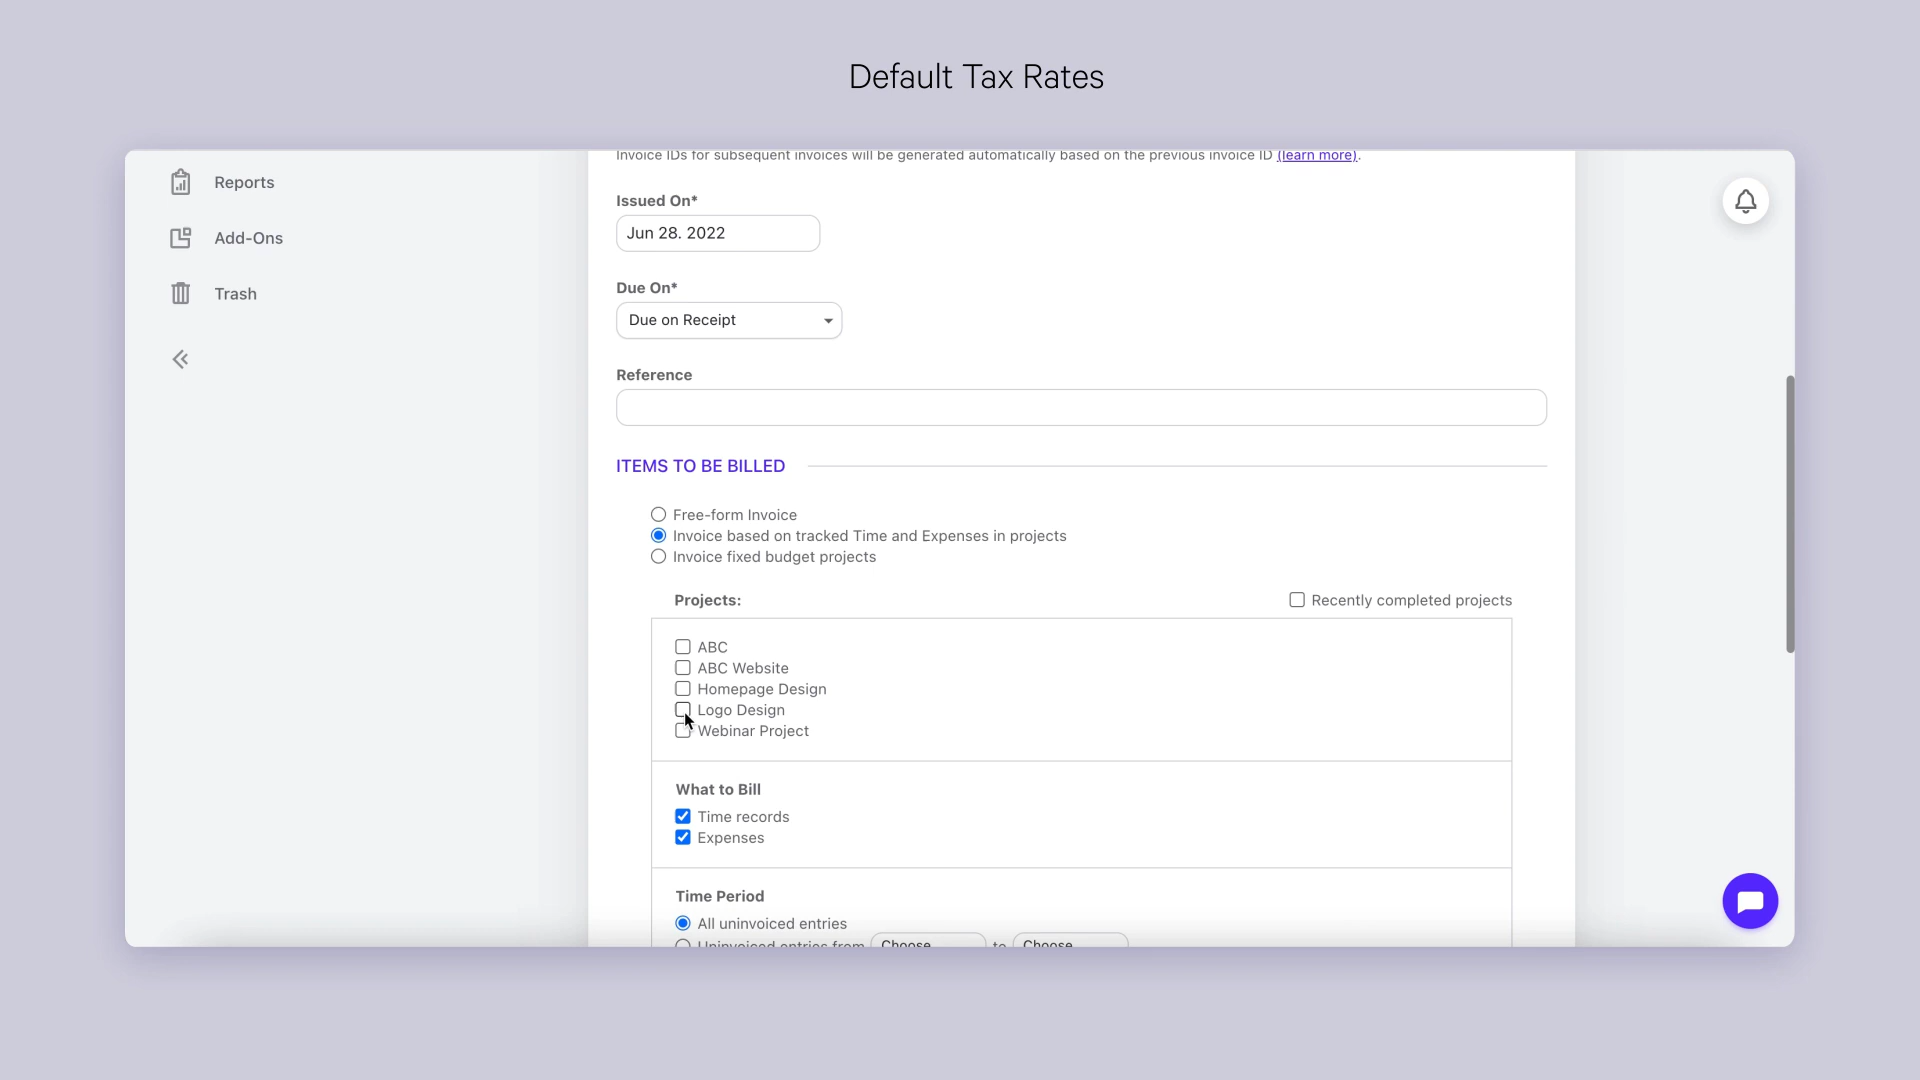 Default Tax Rates
Invoice IDs for subsequent invoices will be generated automatically based on the previous invoice ID (learn more).
Reports
Add-Ons
Trash
Issued On*
Jun 28. 2022
Due On*
Due on Receipt
Reference
ITEMS TO BE BILLED
Free-form Invoice
Invoice based on tracked Time and Expenses in projects
Invoice fixed budget projects
Projects:
Recently completed projects
ABC
ABC Website
Homepage Design
Logo Design
Webinar Project
What to Bill
Time records
Expenses
Time Period
All uninvoiced entries
Uninvoiced entries from Choose to Choose